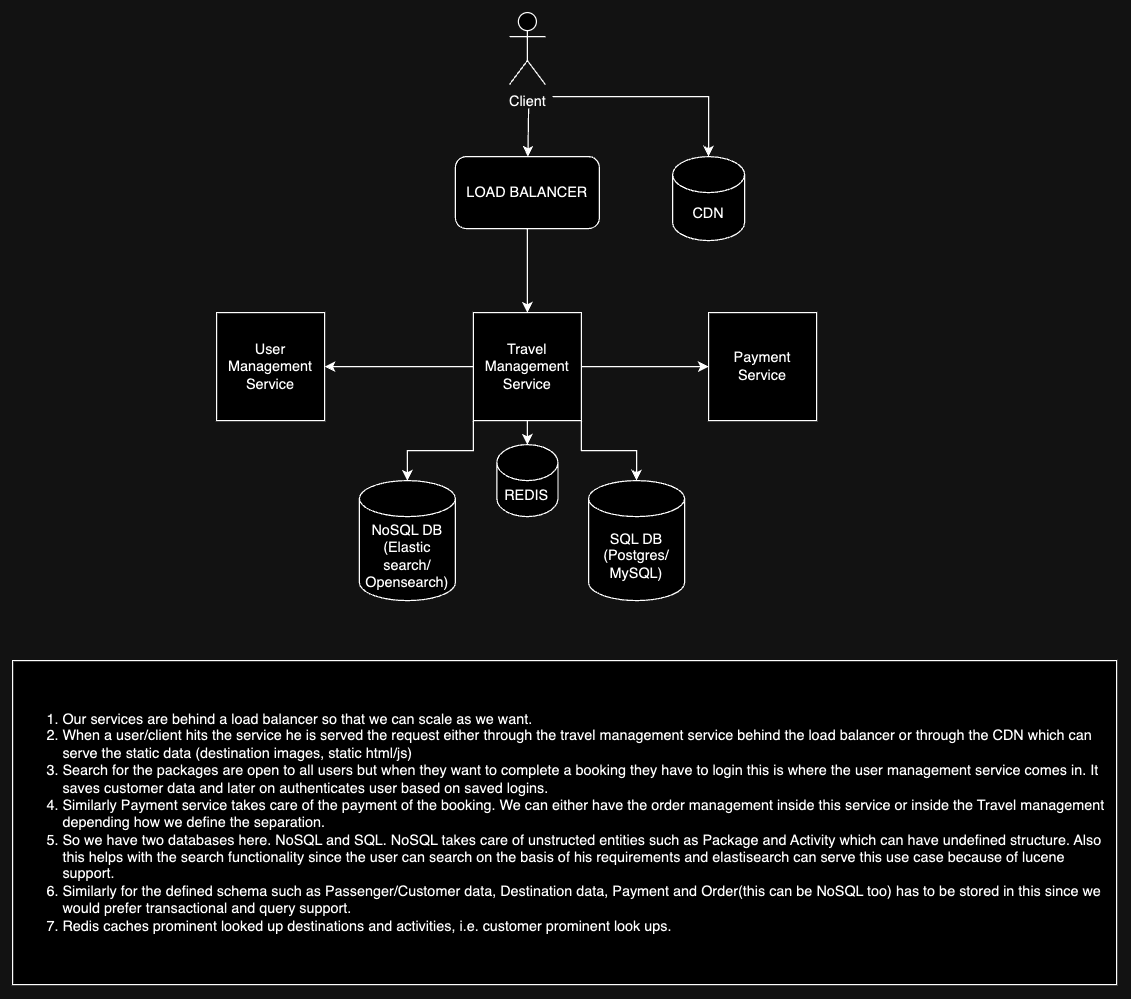 Client
LOAD BALANCER
CDN
User
Management
Service
Travel
Management
Service
Payment
Service
REDIS
NoSQL DB
(Elastic
search/
Opensearch)
SQL DB
(Postgres/
MySQL)
1. Our services are behind a load balancer so that we can scale as we want.
2. When a user/client hits the service he is served the request either through the travel management service behind the load balancer or through the CDN which can
serve the static data (destination images, static html/js)
3. Search for the packages are open to all users but when they want to complete a booking they have to login this is where the user management service comes in. It
saves customer data and later on authenticates user based on saved logins.
4. Similarly Payment service takes care of the payment of the booking. We can either have the order management inside this service or inside the Travel management
depending how we define the separation.
5. So we have two databases here. NoSQL and SQL. NoSQL takes care of unstructed entities such as Package and Activity which can have undefined structure. Also
this helps with the search functionality since the user can search on the basis of his requirements and elastisearch can serve this use case because of lucene
support.
6. Similarly for the defined schema such as Passenger/Customer data, Destination data, Payment and Order(this can be NoSQL too) has to be stored in this since we
would prefer transactional and query support.
7. Redis caches prominent looked up destinations and activities, i.e. customer prominent look ups.